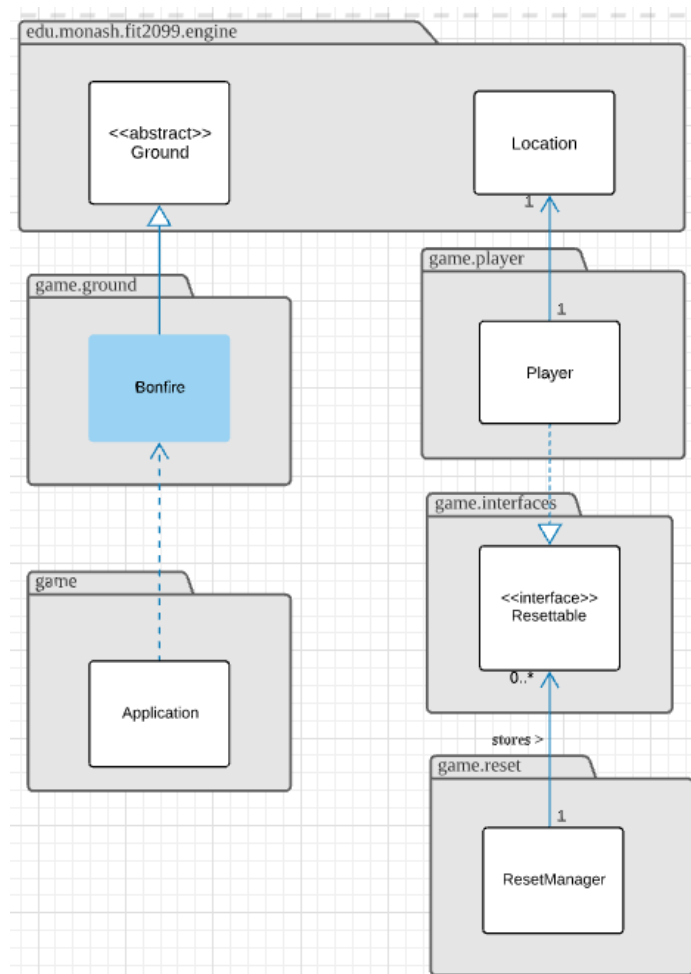 edu.monash.fit2099.engine
<<abstract>>
Ground
Location
1
game.ground
game.player
1
Bonfire
Player
game.interfaces
<<interface>>
Resettable
0..*
game
Application
stores >
game.reset
1
ResetManager